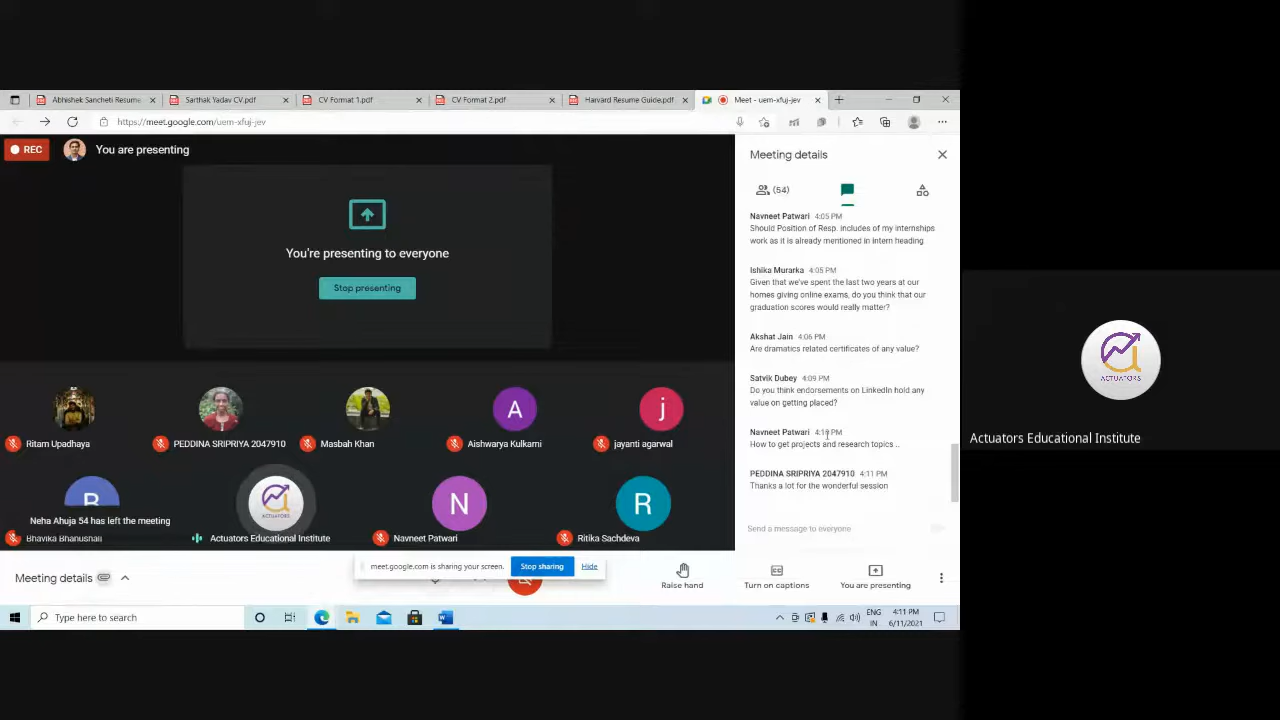 Abhishek Sancheti Resume
Sarthak Yadav CV.pdf
CV Format 1.pdf
CV Format 2.pdf
Harvard Resume Guide.pdf
Meet - uem-xfuj-jev
https://meet.google.com/uem-xfuj-jev
REC
You are presenting
Meeting details
(54)
You're presenting to everyone
Stop presenting
Navneet Patwari 4:05 PM
Should Position of Resp. includes of my internships
work as it is already mentioned in intern heading
Ishika Murarka 4:05 PM
Given that we've spent the last two years at our
homes giving online exams, do you think that our
graduation scores would really matter?
Akshat Jain 4:06 PM
Are dramatics related certificates of any value?
Satvik Dubey 4:09 PM
Do you think endorsements on LinkedIn hold any
value on getting placed?
Navneet Patwari
How to get projects and research topics ..
PEDDINA SRIPRIYA 2047910 4:11 PM
Thanks a lot for the wonderful session
Send a message to everyone
A
j
Ritam Upadhaya
PEDDINA SRIPRIYA 2047910
Masbah Khan
Aishwarya Kulkarni
jayanti agarwal
B
N
R
Neha Ahuja 54 has left the meeting
Bhavika Bhanushali
Actuators Educational Institute
Navneet Patwari
Ritika Sachdeva
meet.google.com is sharing your screen.
Stop sharing
Hide
Meeting details
Raise hand
Turn on captions
You are presenting
Type here to search
ENG
IN
4:11 PM
6/11/2021
ACTUATORS
Actuators Educational Institute